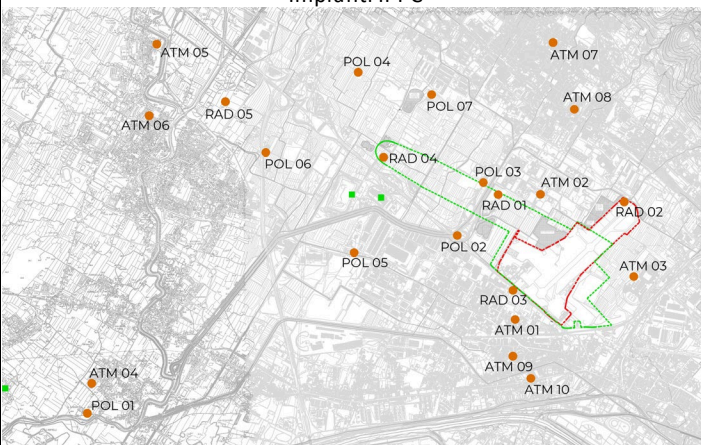 Impianti IPPC
ATM 05
ATM 07
POL 04
ATM 08
POL 07
RAD 05
ATM 06
RAD 04
POL 06
POL 03
ATM 02
RAD 01
RAD 02
POL 02
POL 05
ATM 03
RAD 03
ATM 01
ATM 09
ATM 04
ATM 10
POL 01